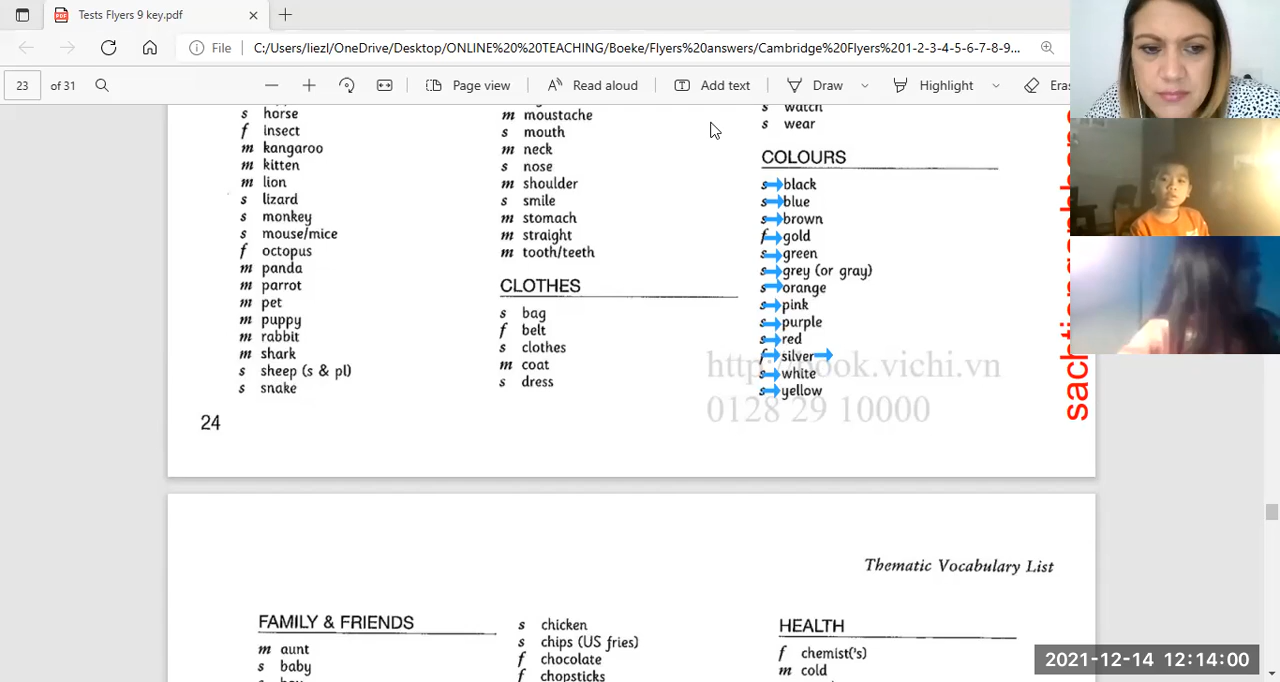 Tests Flyers 9 key.pdf
File
C:/Users/liezl/OneDrive/Desktop/ONLINE%20%20TEACHING/Boeke/Flyers%20answers/Cambridge%20Flyers%201-2-3-4-5-6-7-8-9...
23 of 31
Page view
Read aloud
Add text
Draw
Highlight
s horse
f insect
m kangaroo
m kitten
m lion
s lizard
s monkey
s mouse/mice
f octopus
m panda
m parrot
m pet
m puppy
m rabbit
m shark
s sheep (s & pl)
s snake
24
m moustache
s mouth
m neck
s nose
m shoulder
s smile
m stomach
m straight
m tooth/teeth
CLOTHES
s bag
f belt
s clothes
m coat
s dress
s watch
s wear
COLOURS
s black
s blue
s brown
f gold
s green
s grey (or gray)
s orange
s pink
s purple
s red
f silver
s white
s yellow
0128 29 10000
Thematic Vocabulary List
FAMILY & FRIENDS
m aunt
s baby
s chicken
s chips (US fries)
f chocolate
f chopsticks
HEALTH
f chemist('s)
m cold
2021-12-14 12:14:00